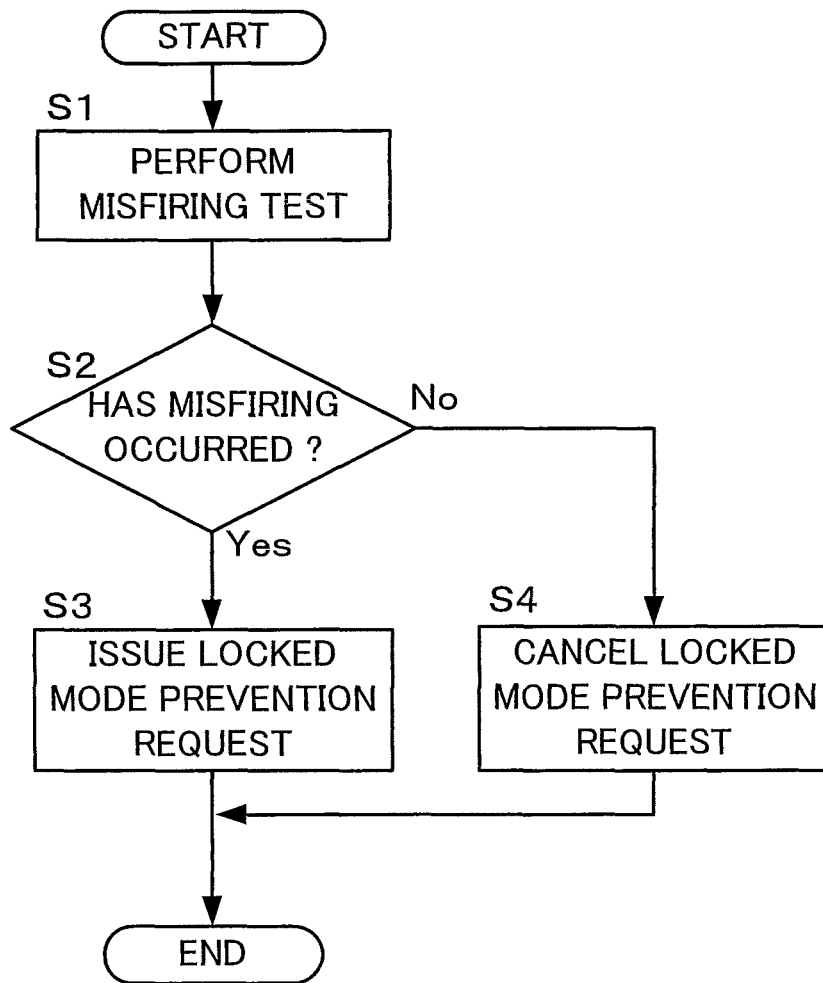 START
S1
PERFORM
MISFIRING TEST
S2
HAS MISFIRING
OCCURRED ?
No
Yes
S3
ISSUE LOCKED
MODE PREVENTION
REQUEST
S4
CANCEL LOCKED
MODE PREVENTION
REQUEST
END